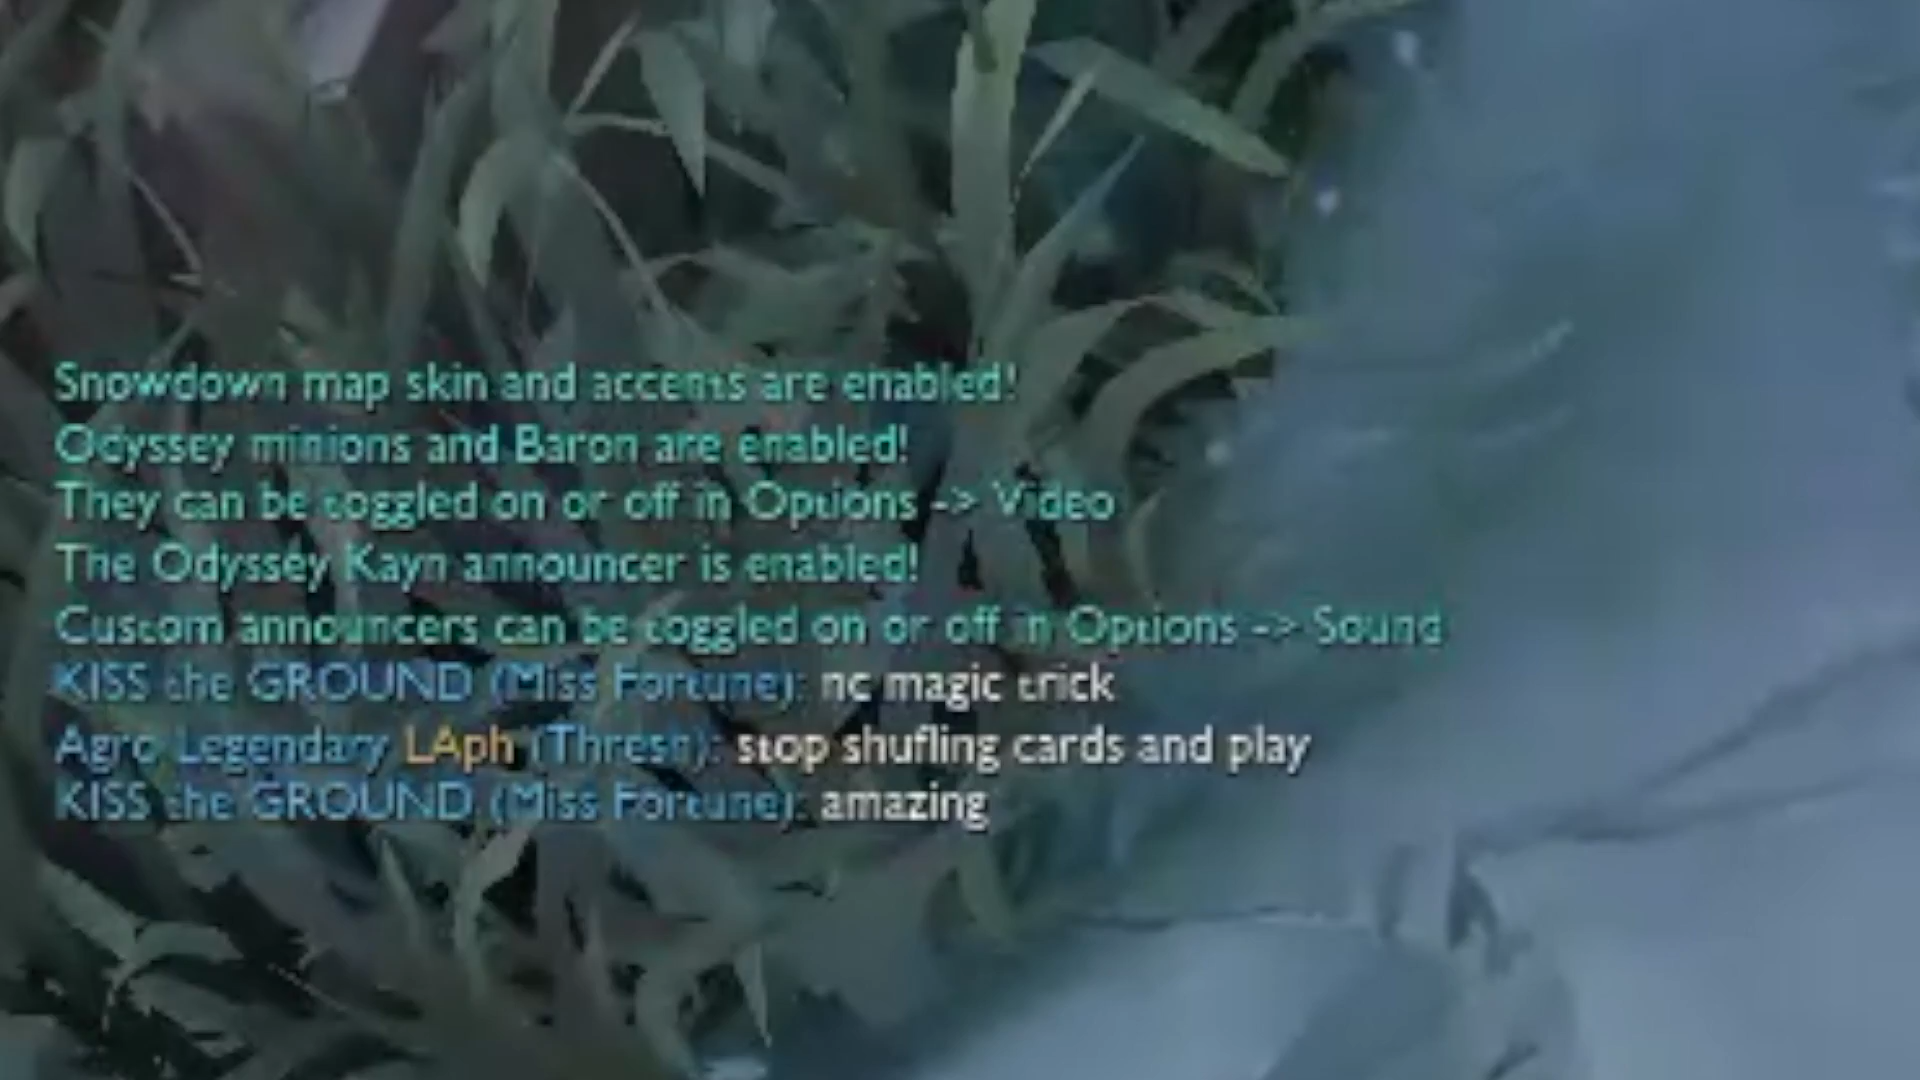 Snowdown map skin and accents are enabled!
Odyssey minions and Baron are enabled!
They can be toggled on or off in Options -> Video
The Odyssey Kayn announcer is enabled!
Custom announcers can be toggled on or off in Options -> Sound
KISS the GROUND (Miss Fortune): nc magic trick
Agro Legendary LAph (Thresh): stop shufling cards and play
KISS the GROUND (Miss Fortune): amazing